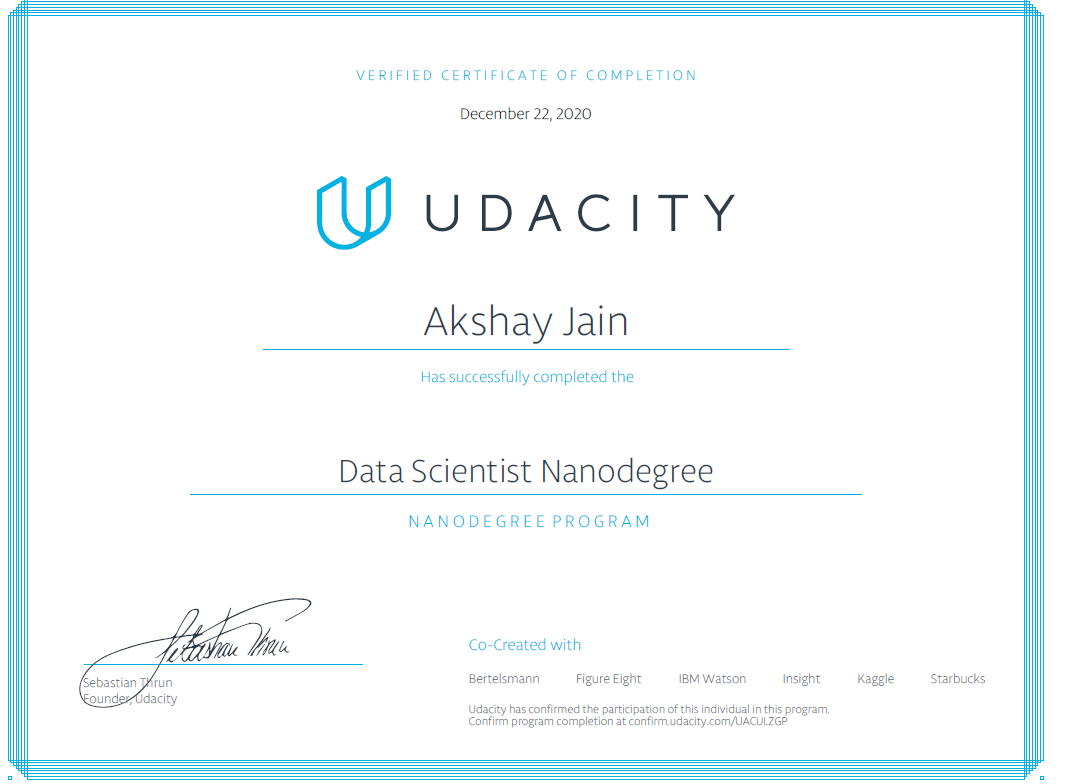 VERIFIED CERTIFICATE OF COMPLETION
December 22, 2020
UDACITY
Akshay Jain
Has successfully completed the
Data Scientist Nanodegree
NANODEGREE PROGRAM
Sebastian Thrun
Sebastian Thrun
Founder, Udacity
Co-Created with
Bertelsmann Figure Eight IBM Watson Insight Kaggle Starbucks
Udacity has confirmed the participation of this individual in this program.
Confirm program completion at confirm.udacity.com/UACULZGP